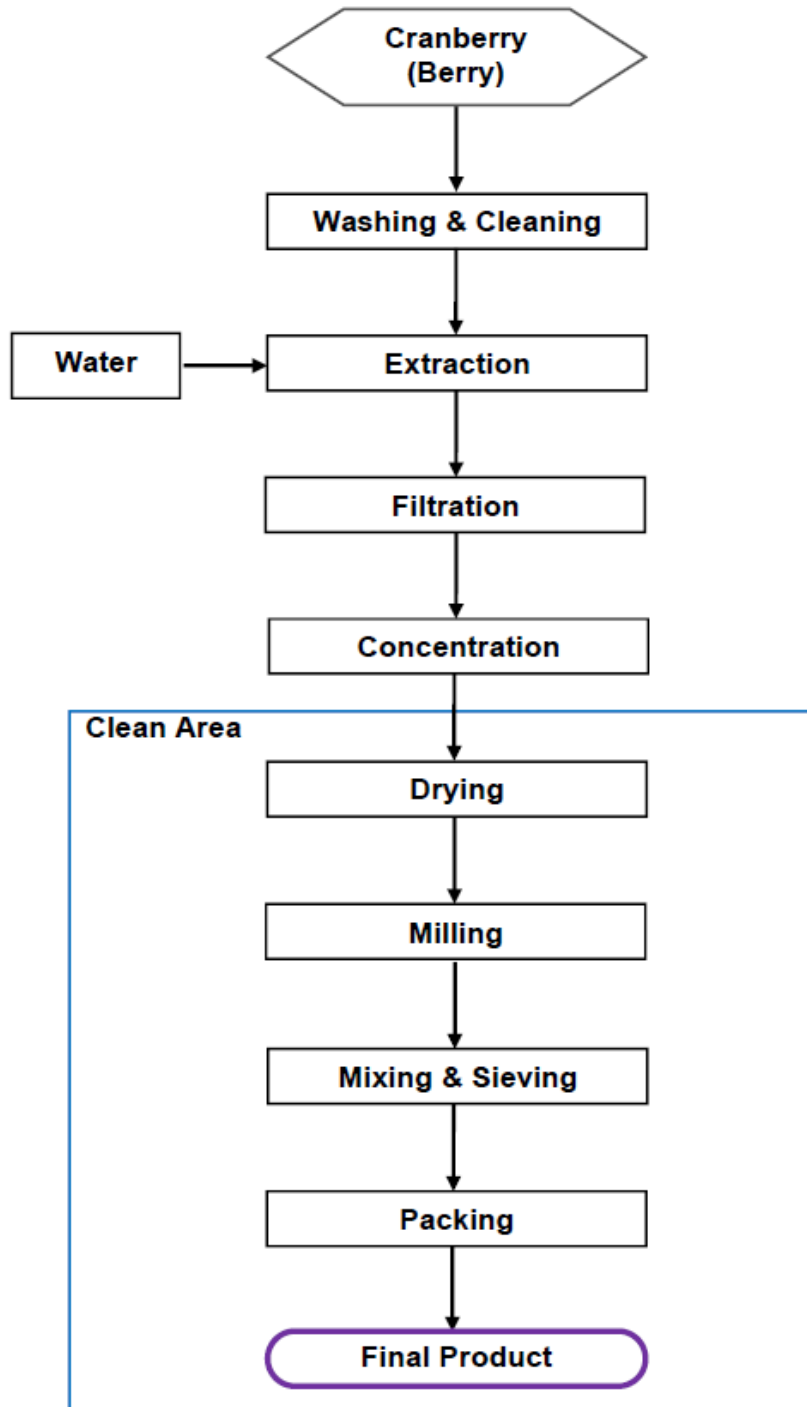 Cranberry
(Berry)
Washing & Cleaning
Water
Extraction
Filtration
Concentration
Clean Area
Drying
Milling
Mixing & Sieving
Packing
Final Product